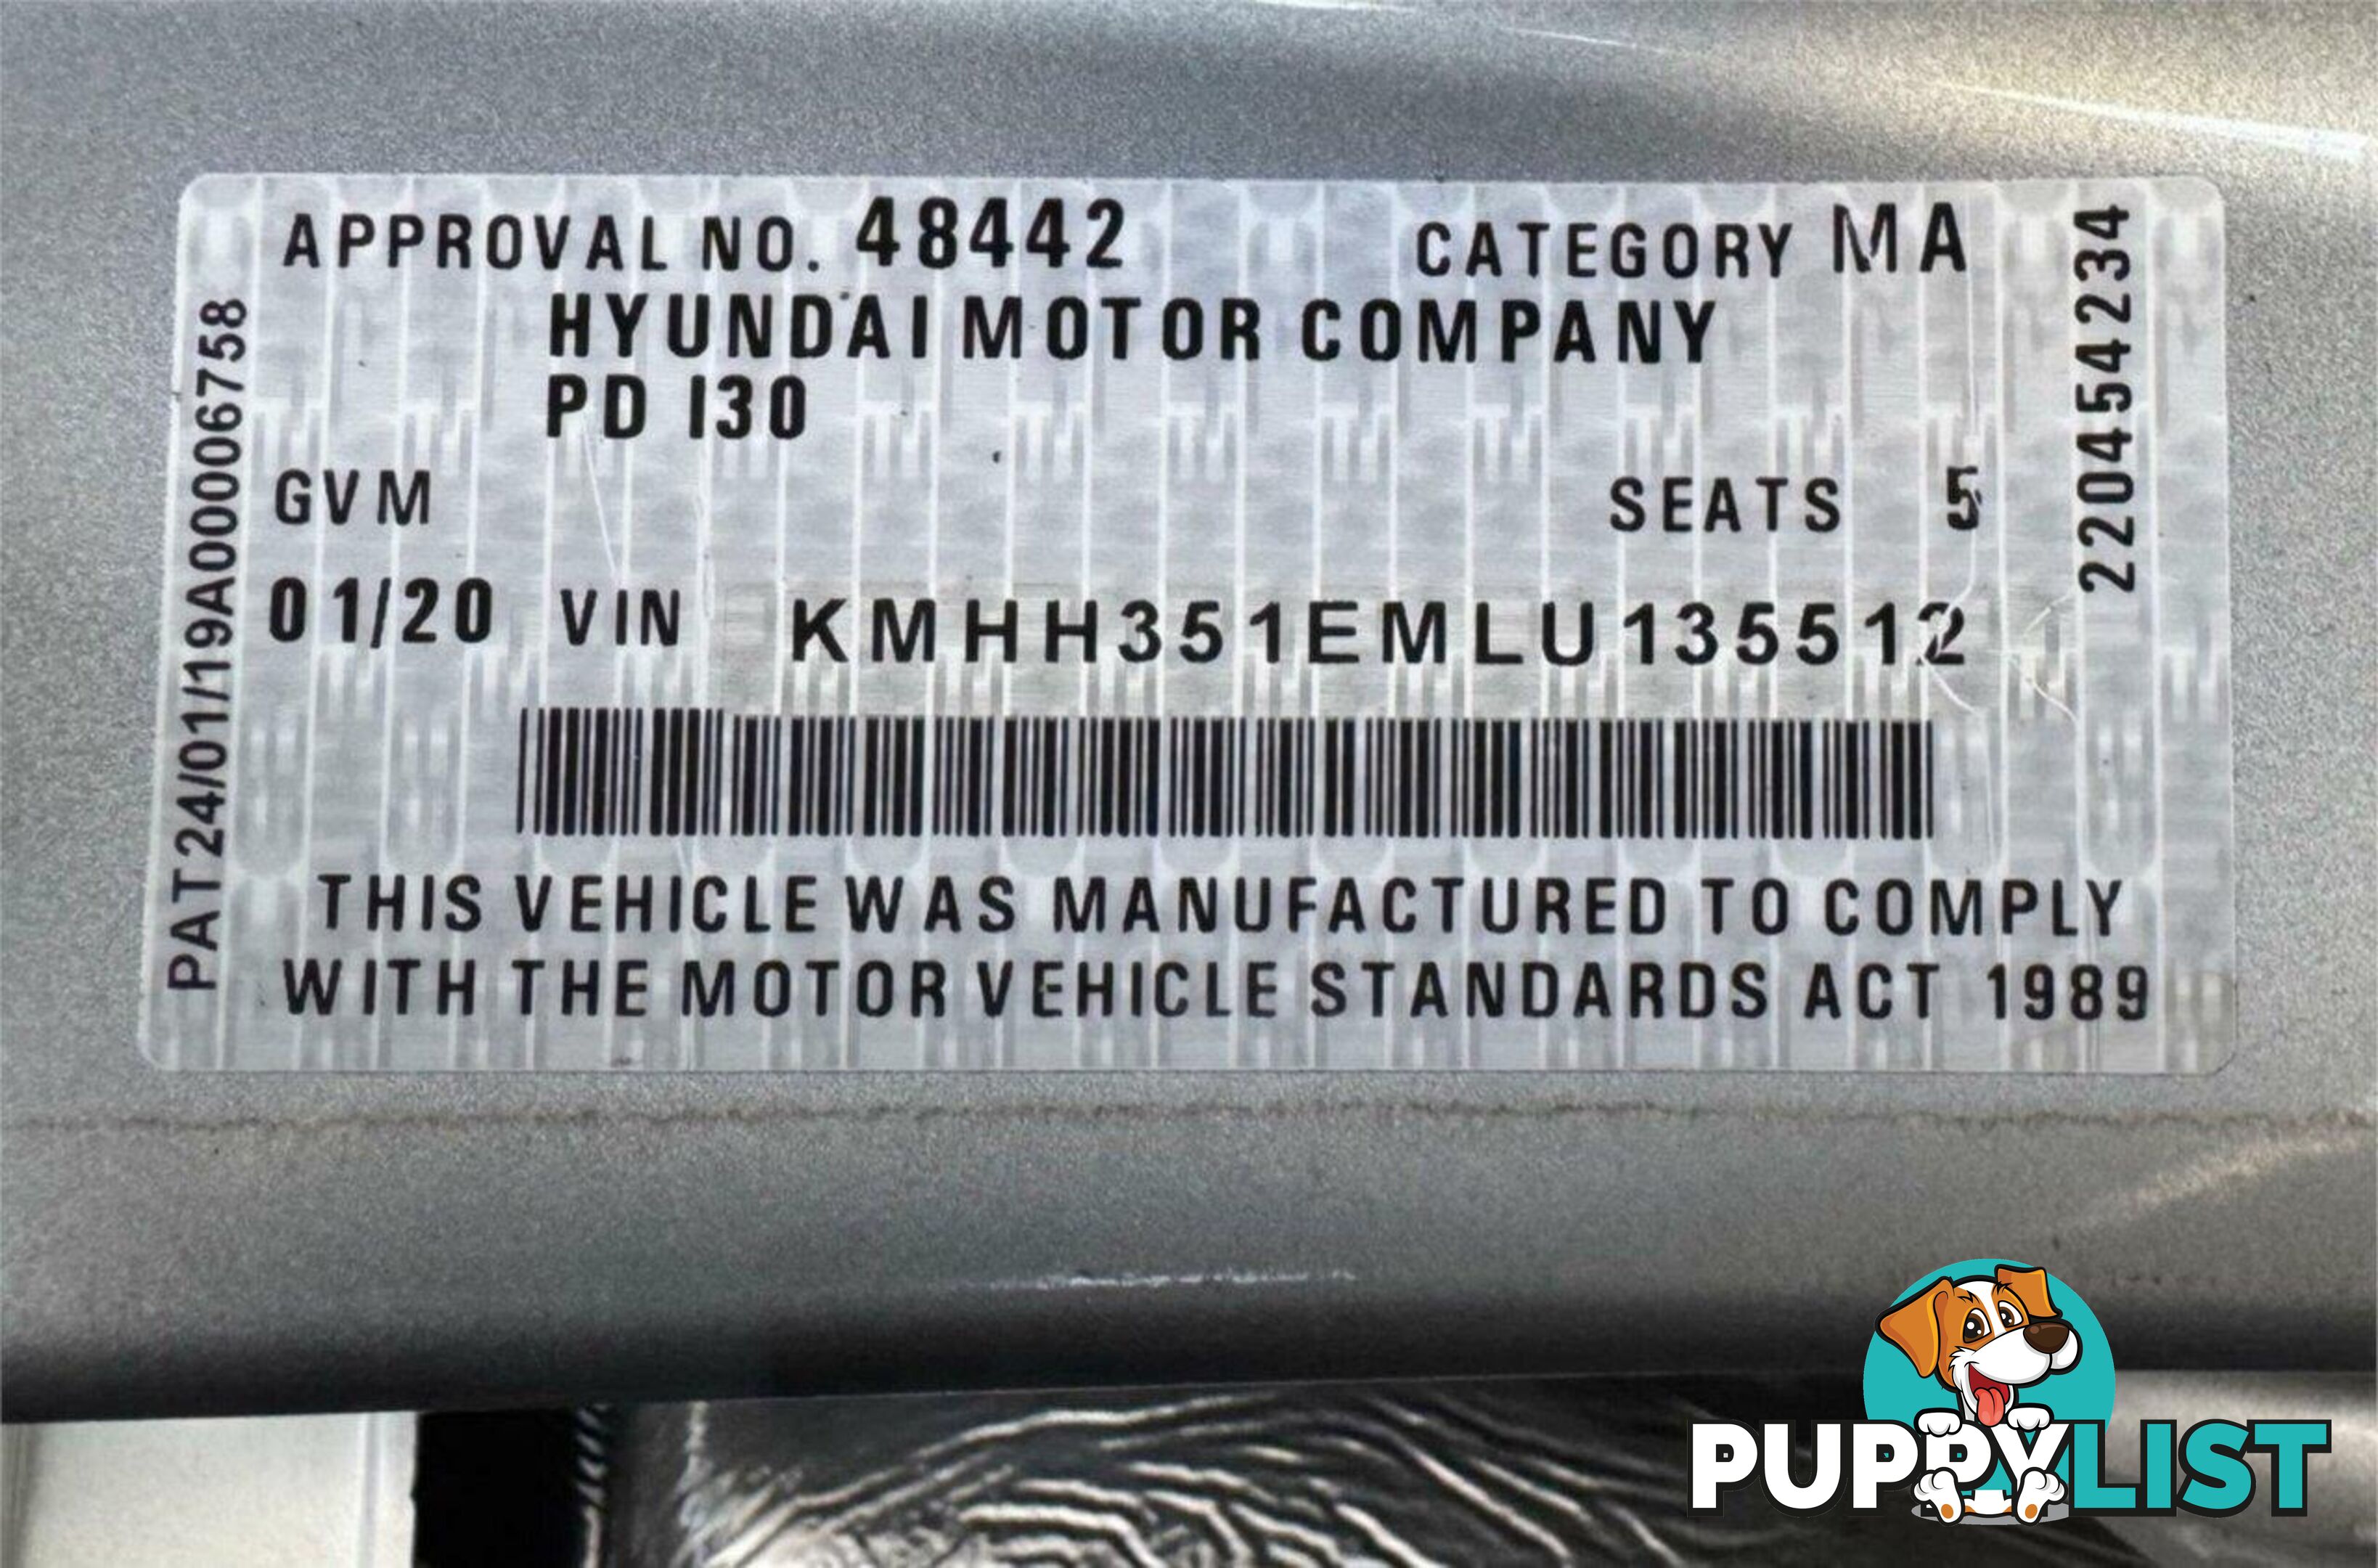 APPROVAL NO. 48442 CATEGORY MA
HYUNDAI MOTOR COMPANY
PD I30
GVM SEATS 5
01/20 VIN KMHH351EMLU135512
THIS VEHICLE WAS MANUFACTURED TO COMPLY
WITH THE MOTOR VEHICLE STANDARDS ACT 1989
PAT24/01/19A00006758
220454234
PUPPYLIST